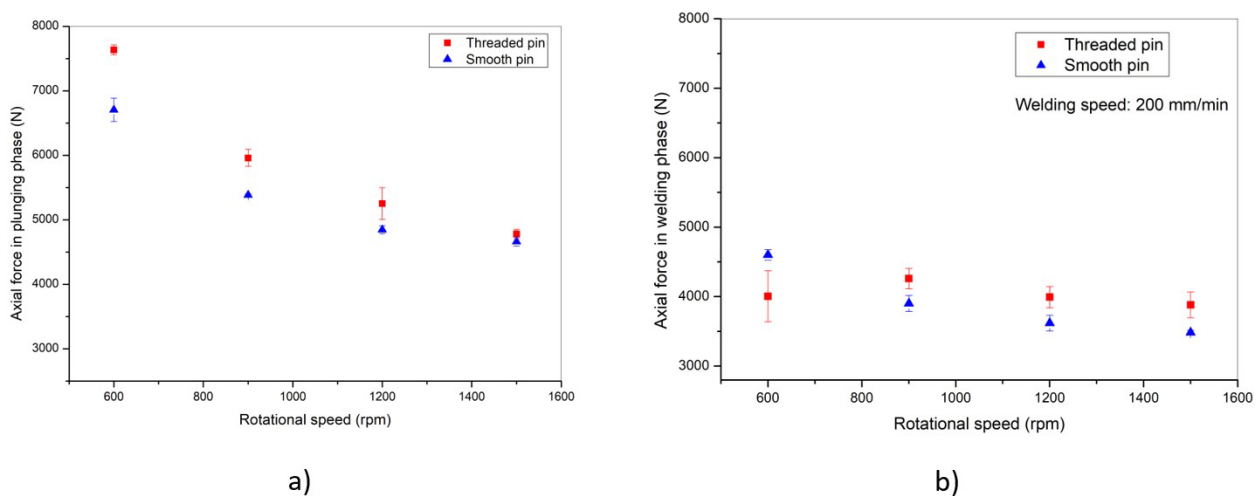 8000
7000
6000
5000
4000
3000
Axial force in plunging phase (N)
Threaded pin
Smooth pin
600
800
1000
1200
1400
1600
Rotational speed (rpm)
a)
8000
7000
6000
5000
4000
3000
Axial force in welding phase (N)
Threaded pin
Smooth pin
Welding speed: 200 mm/min
600
800
1000
1200
1400
1600
Rotational speed (rpm)
b)